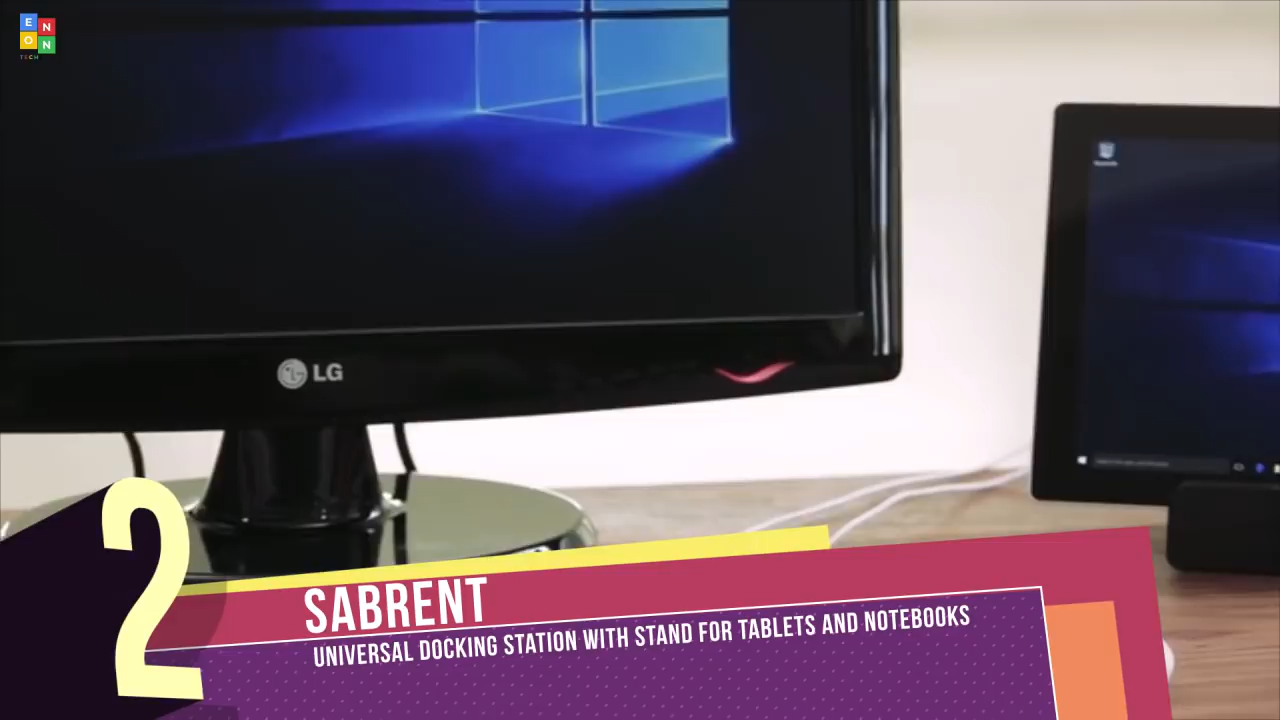 E N
O N
TECH
LG
2
SABRENT
UNIVERSAL DOCKING STATION WITH STAND FOR TABLETS AND NOTEBOOKS